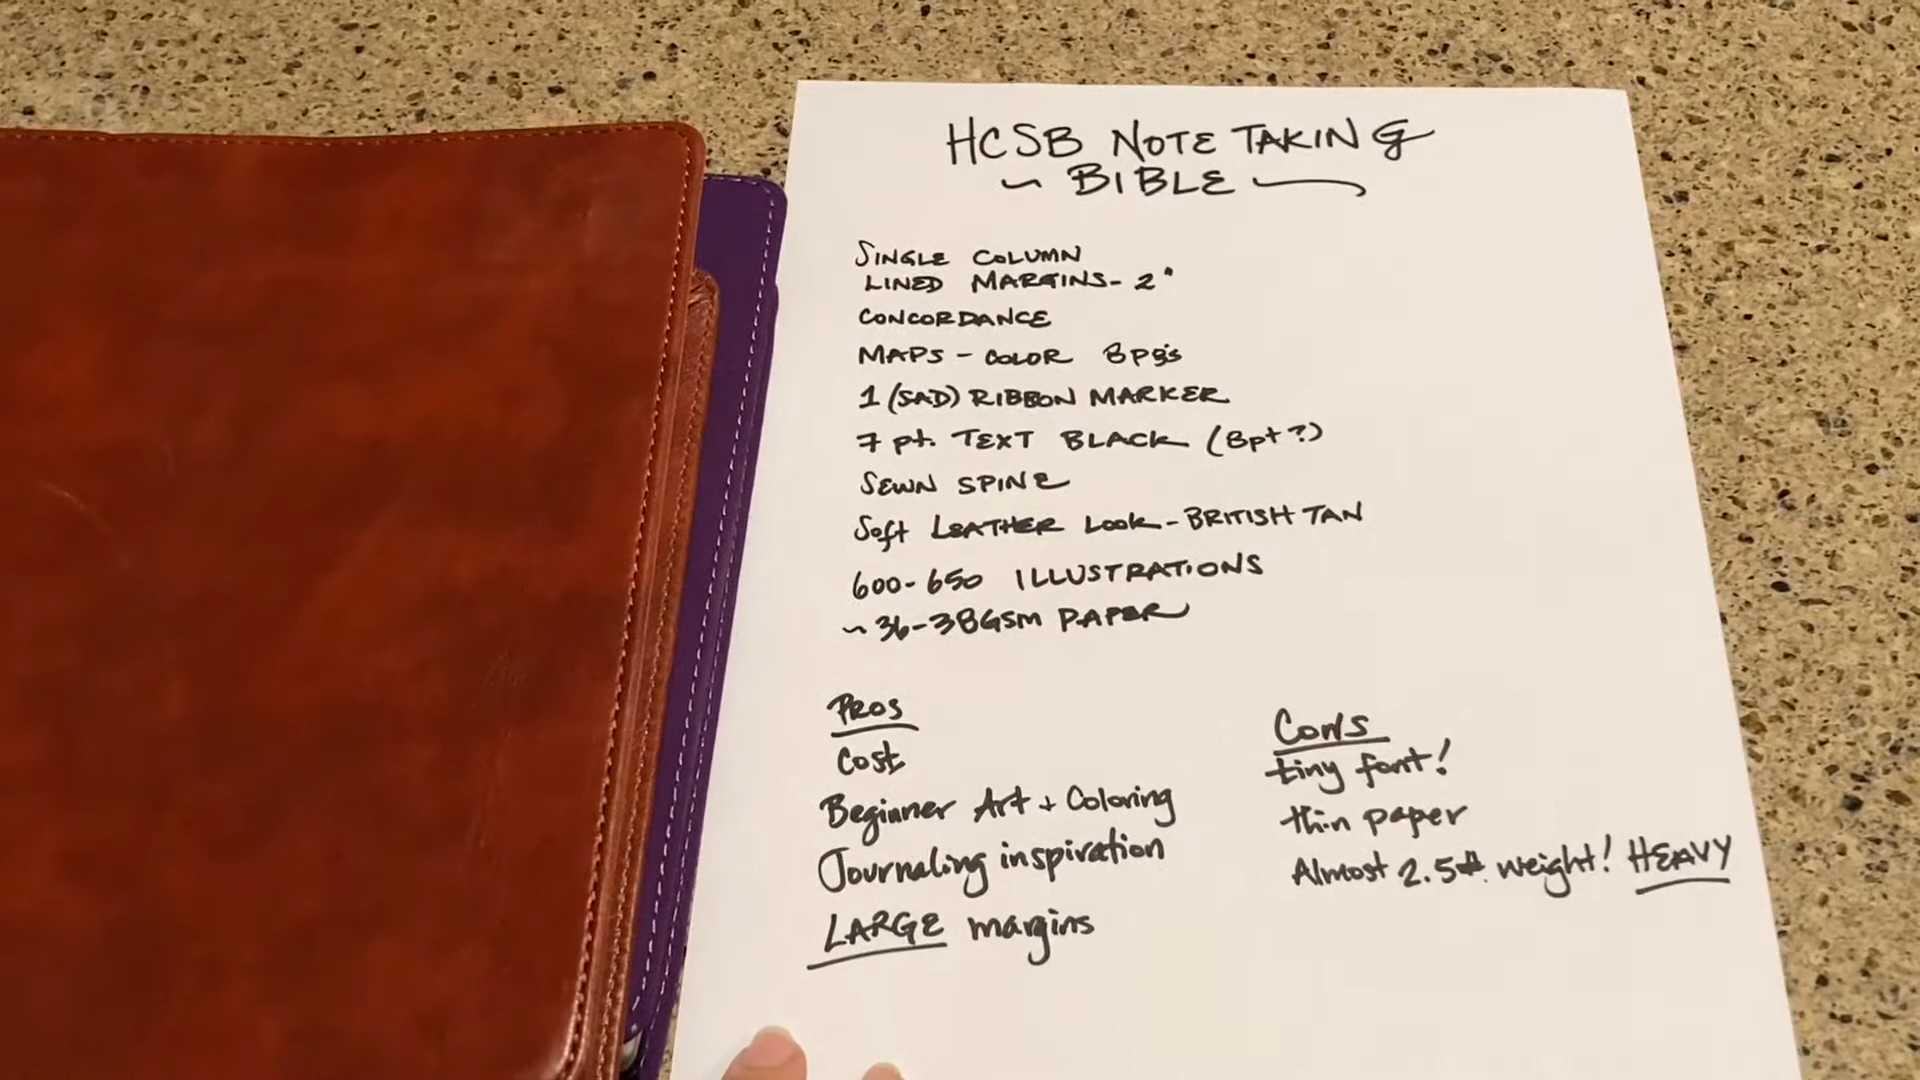 HCSB NOTE TAKING
~ BIBLE ~
SINGLE COLUMN
LINED MARGINS - 2"
CONCORDANCE
MAPS - COLOR 8pgs
1 (SAD) RIBBON MARKER
7 pt. TEXT BLACK (8pt?)
SEWN SPINE
Soft LEATHER Look - BRITISH TAN
600-650 ILLUSTRATIONS
~ 36-38GSM PAPER
PROS
Cost
Beginner Art + Coloring
Journaling inspiration
LARGE margins
Cons
tiny font!
thin paper
Almost 2.5#. weight! HEAVY